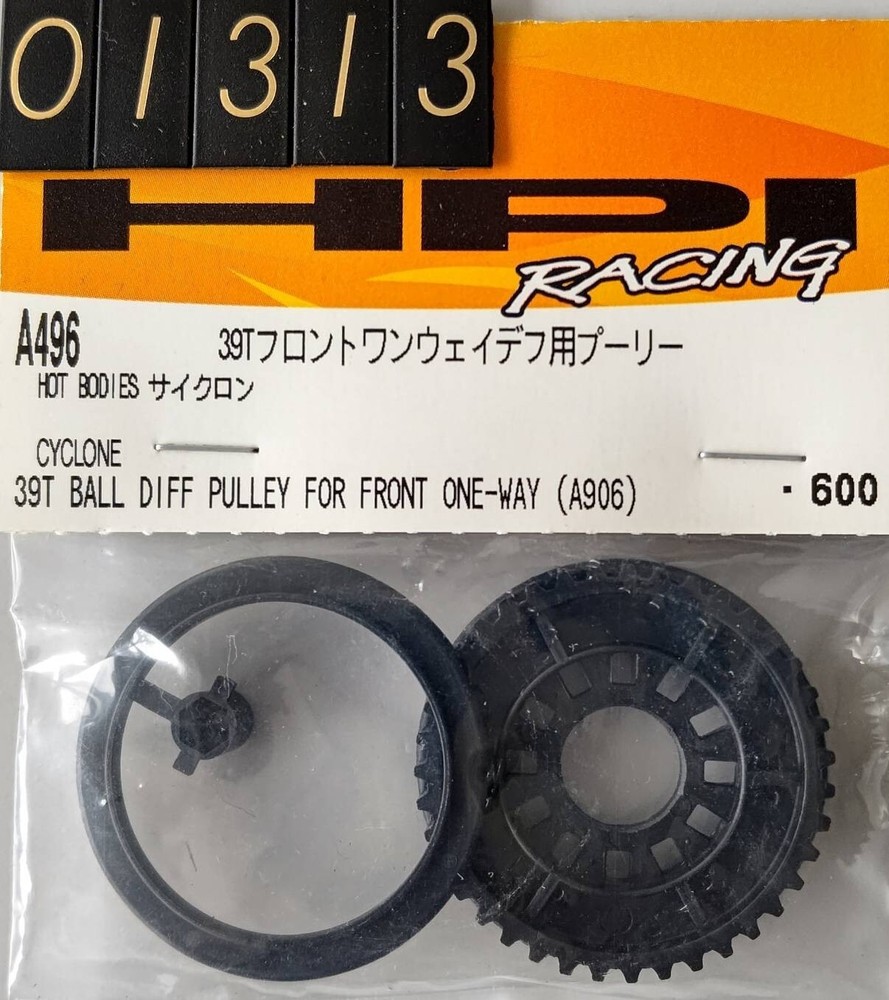 01313
HPI
RACING
A496 39Tフロントワンウェイデフ用プーリー
HOT BODIES サイクロン
CYCLONE
39T BALL DIFF PULLEY FOR FRONT ONE-WAY (A906) · 600